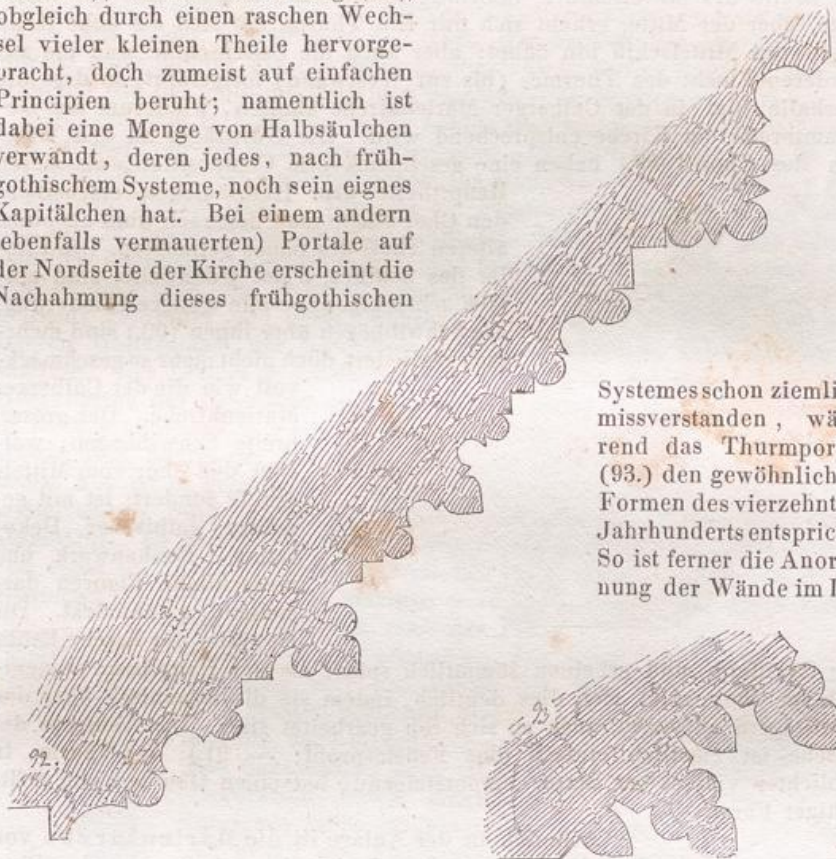 obgleich durch einen raschen Wech-
sel vieler kleinen Theile hervorge-
bracht, doch zumeist auf einfachen
Principien beruht; namentlich ist
dabei eine Menge von Halbsäulchen
verwandt, deren jedes, nach früh-
gothischem Systeme, noch sein eignes
Kapitälchen hat. Bei einem andern
ebenfalls vermauerten) Portale auf
der Nordseite der Kirche erscheint die
Nachahmung dieses frühgothischen
Systemes schon ziemli
missverstanden, wä
rend das Thurmpor
(93.) den gewöhnlich
Formen des vierzehnt
Jahrhunderts entspric
So ist ferner die Anor
nung der Wände im I
92.
93